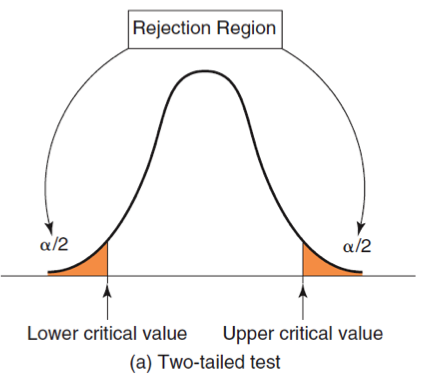 Rejection Region
α/2
α/2
Lower critical value
Upper critical value
(a) Two-tailed test